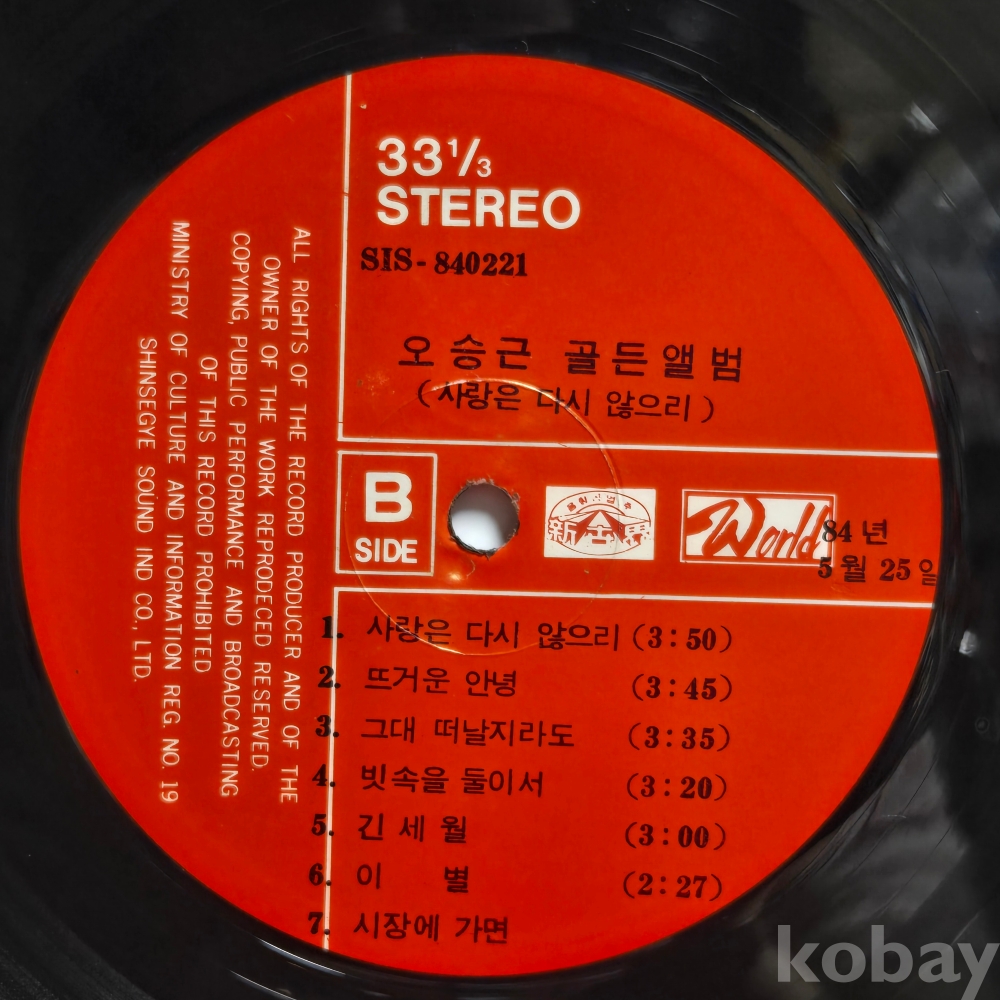 33⅓
STEREO
SIS-840221
오승근 골든앨범
(사랑은 다시 않으리)
ALL RIGHTS OF THE RECORD PRODUCER AND OF THE
OWNER OF THE WORK REPRODECED RESERVED.
COPYING, PUBLIC PERFORMANCE AND BROADCASTING
OF THIS RECORD PROHIBITED
MINISTRY OF CULTURE AND INFORMATION REG. NO. 19
SHINSEGYE SOUND IND CO., LTD.
B
SIDE
新世界
World
84년
5월 25일
1. 사랑은 다시 않으리 (3:50)
2. 뜨거운 안녕 (3:45)
3. 그대 떠날지라도 (3:35)
4. 빗속을 둘이서 (3:20)
5. 긴세월 (3:00)
6. 이 별 (2:27)
7. 시장에 가면
kobay